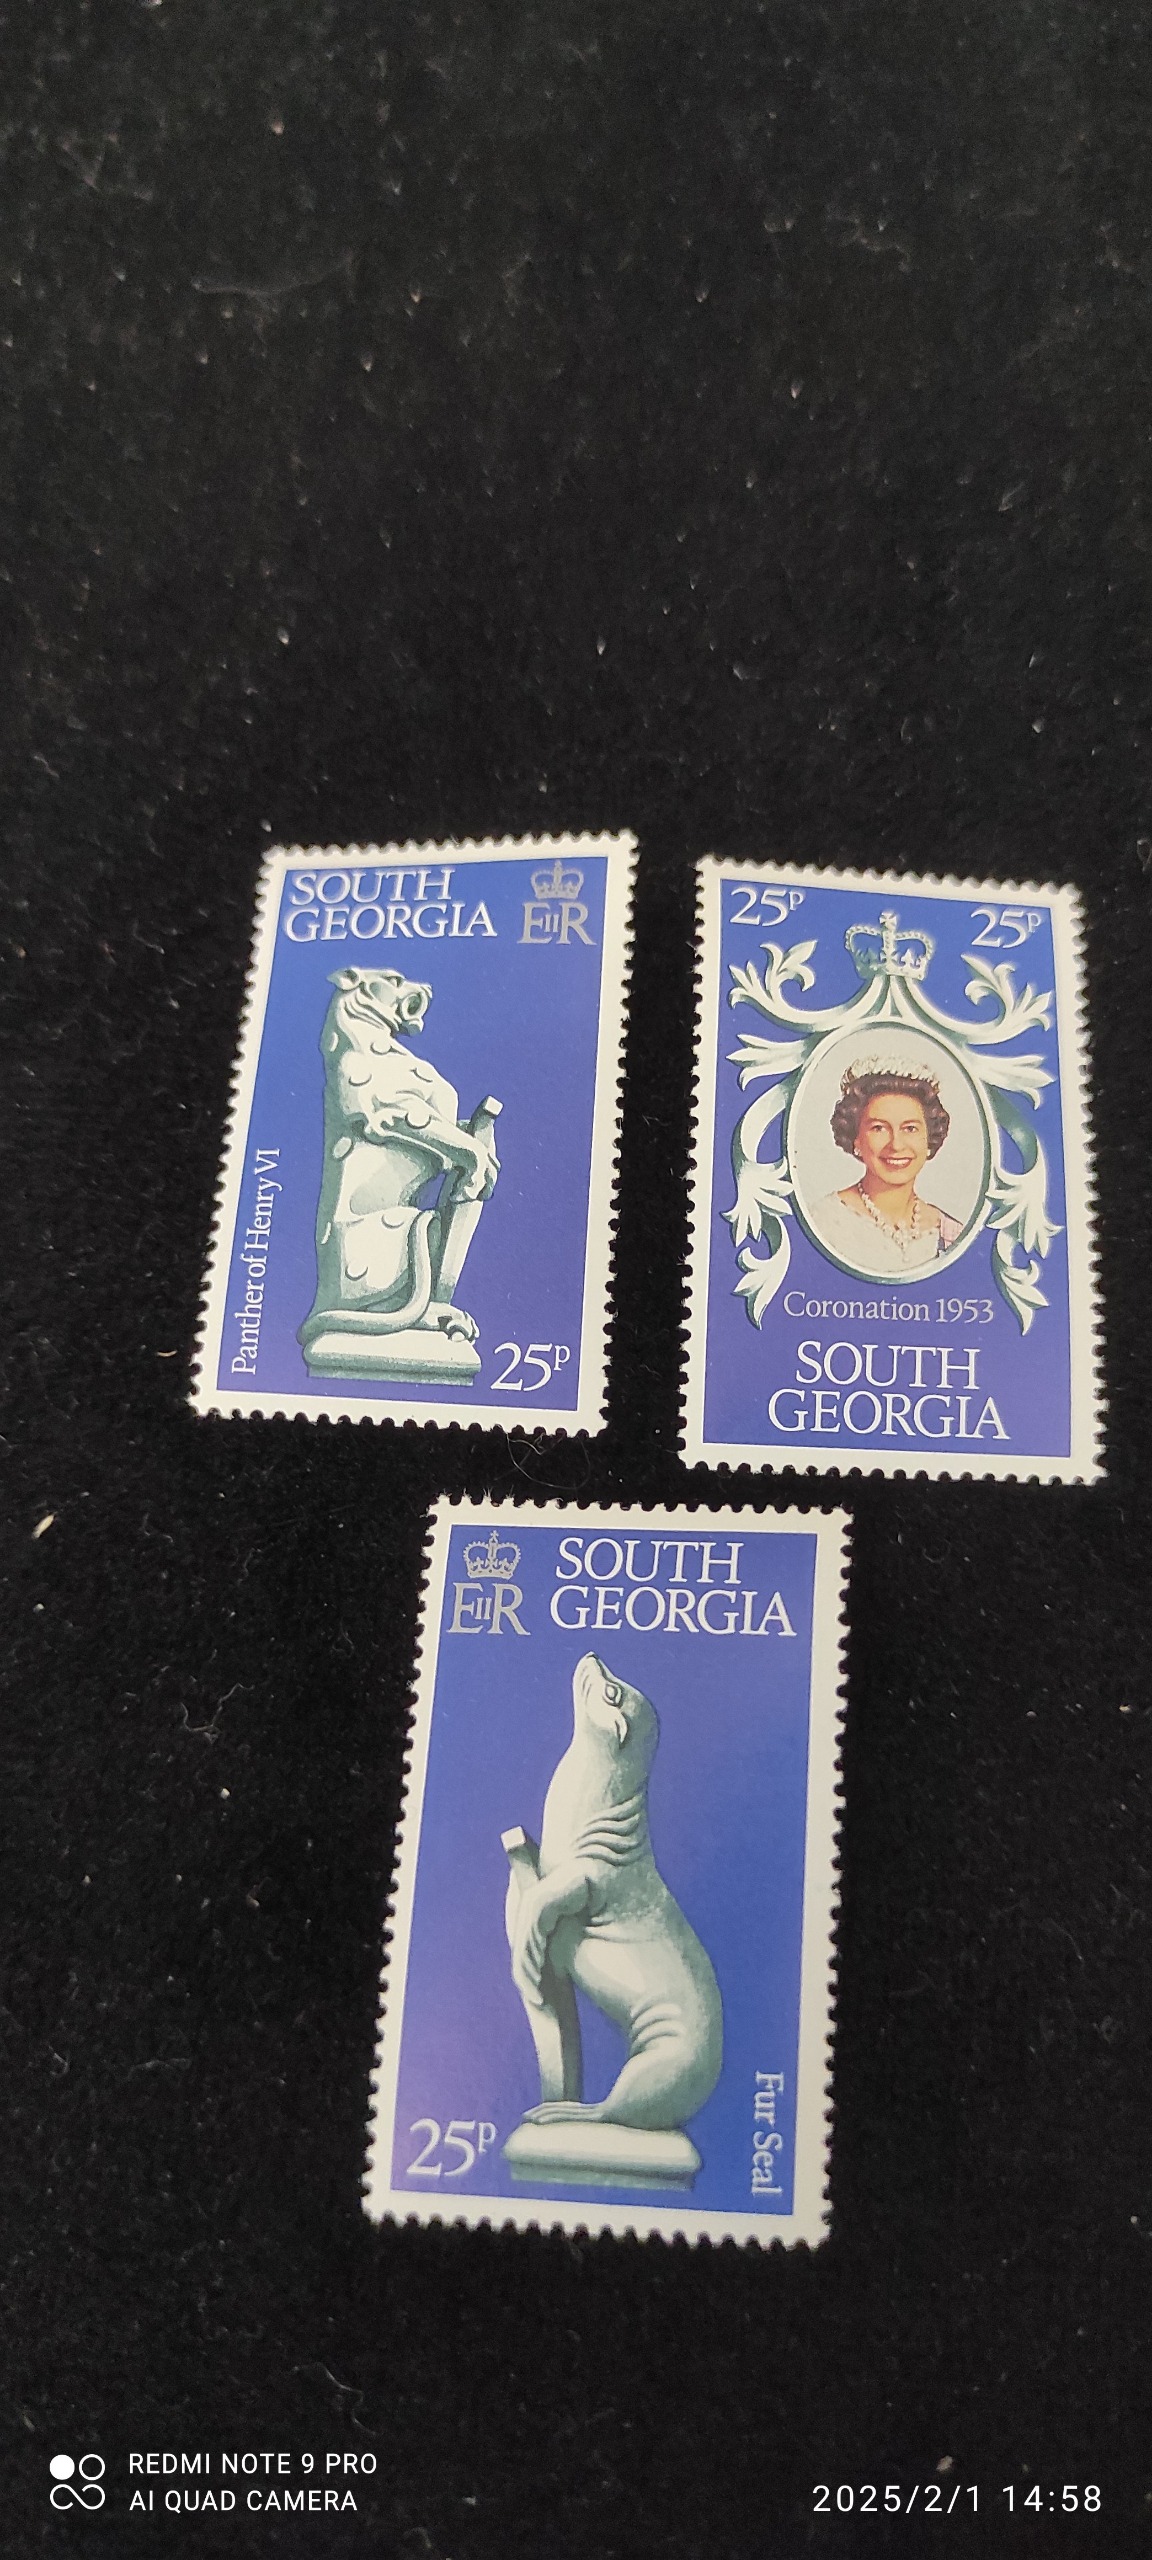 SOUTH
GEORGIA
EIIR
Panther of Henry VI
25P
25P
25P
Coronation 1953
SOUTH
GEORGIA
EIIR
SOUTH
GEORGIA
25P
Fur Seal
REDMI NOTE 9 PRO
AI QUAD CAMERA
2025/2/1 14:58